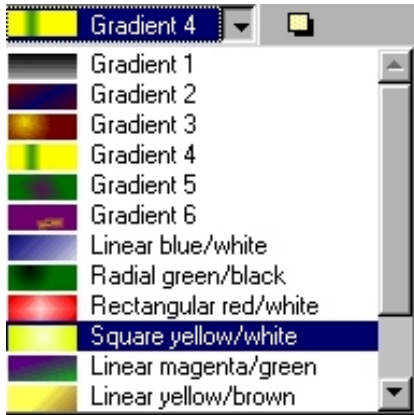 Gradient 4
Gradient 1
Gradient 2
Gradient 3
Gradient 4
Gradient 5
Gradient 6
Linear blue/white
Radial green/black
Rectangular red/white
Square yellow/white
Linear magenta/green
Linear yellow/brown